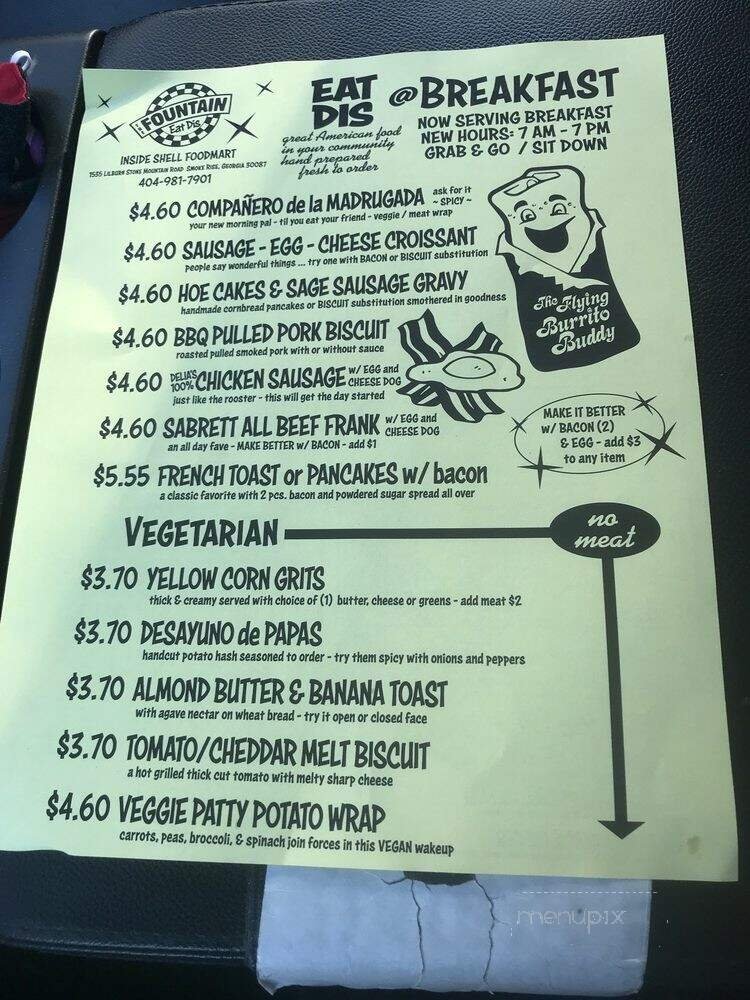 THE FOUNTAIN
Eat Dis
INSIDE SHELL FOODMART
1535 LILBURN STONE MOUNTAIN ROAD SMOKE RISE, GEORGIA 30087
404-981-7901
EAT
DIS
great American food
in your community
hand prepared
fresh to order
@BREAKFAST
NOW SERVING BREAKFAST
NEW HOURS: 7 AM - 7 PM
GRAB & GO / SIT DOWN
$4.60 COMPAÑERO de la MADRUGADA ask for it
~ SPICY ~
your new morning pal - til you eat your friend - veggie / meat wrap
$4.60 SAUSAGE - EGG - CHEESE CROISSANT
people say wonderful things ... try one with BACON or BISCUIT substitution
$4.60 HOE CAKES & SAGE SAUSAGE GRAVY
handmade cornbread pancakes or BISCUIT substitution smothered in goodness
$4.60 BBQ PULLED PORK BISCUIT
roasted pulled smoked pork with or without sauce
$4.60 DELIA'S 100% CHICKEN SAUSAGE w/ EGG and
CHEESE DOG
just like the rooster - this will get the day started
$4.60 SABRETT ALL BEEF FRANK w/ EGG and
CHEESE DOG
an all day fave - MAKE BETTER w/ BACON - add $1
$5.55 FRENCH TOAST or PANCAKES w/ bacon
a classic favorite with 2 pcs. bacon and powdered sugar spread all over
The Flying
Burrito
Buddy
MAKE IT BETTER
w/ BACON (2)
& EGG - add $3
to any item
VEGETARIAN
no
meat
$3.70 YELLOW CORN GRITS
thick & creamy served with choice of (1) butter, cheese or greens - add meat $2
$3.70 DESAYUNO de PAPAS
handcut potato hash seasoned to order - try them spicy with onions and peppers
$3.70 ALMOND BUTTER & BANANA TOAST
with agave nectar on wheat bread - try it open or closed face
$3.70 TOMATO/CHEDDAR MELT BISCUIT
a hot grilled thick cut tomato with melty sharp cheese
$4.60 VEGGIE PATTY POTATO WRAP
carrots, peas, broccoli, & spinach join forces in this VEGAN wakeup
menupix